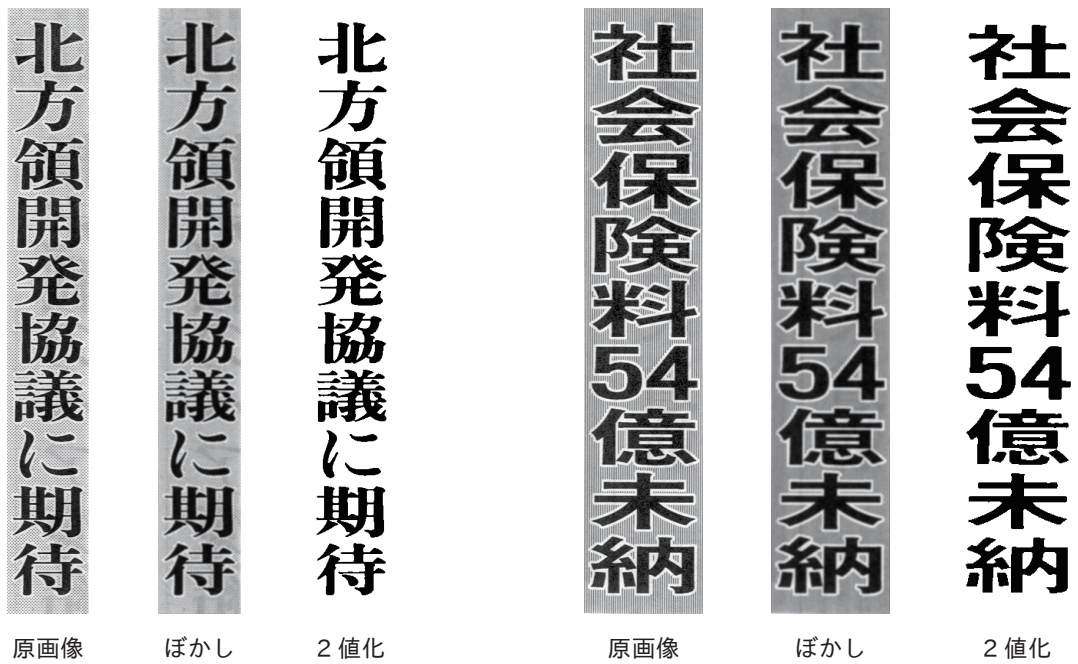 北方領開発協議に期待
北方領開発協議に期待
北方領開発協議に期待
社会保険料54億未納
社会保険料54億未納
社会保険料54億未納
原画像
ぼかし
2値化
原画像
ぼかし
2値化